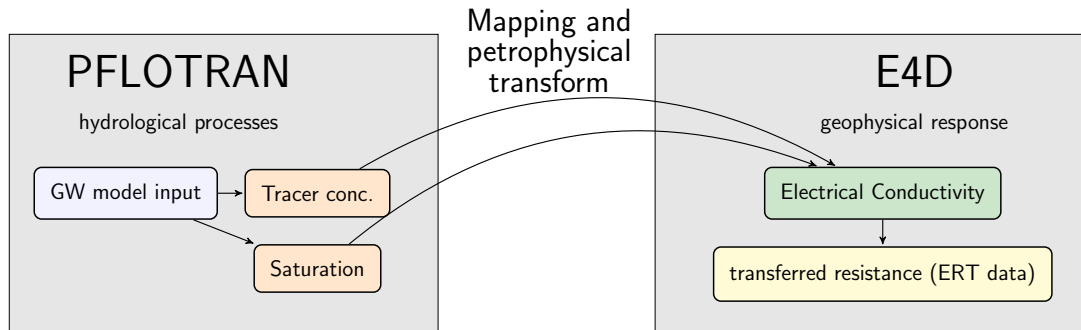 Mapping and
petrophysical
transform
PFLOTRAN
hydrological processes
GW model input
Tracer conc.
Saturation
E4D
geophysical response
Electrical Conductivity
transferred resistance (ERT data)